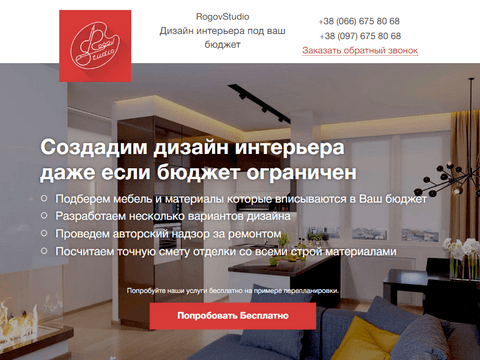 Rogov
Studio
RogovStudio
Дизайн интерьера под ваш
бюджет
+38 (066) 675 80 68
+38 (097) 675 80 68
Заказать обратный звонок
Создадим дизайн интерьера
даже если бюджет ограничен
Подберем мебель и материалы которые вписываются в Ваш бюджет
Разработаем несколько вариантов дизайна
Проведем авторский надзор за ремонтом
Посчитаем точную смету отделки со всеми строй материалами
Попробуйте наши услуги бесплатно на примере перепланировки.
Попробовать Бесплатно